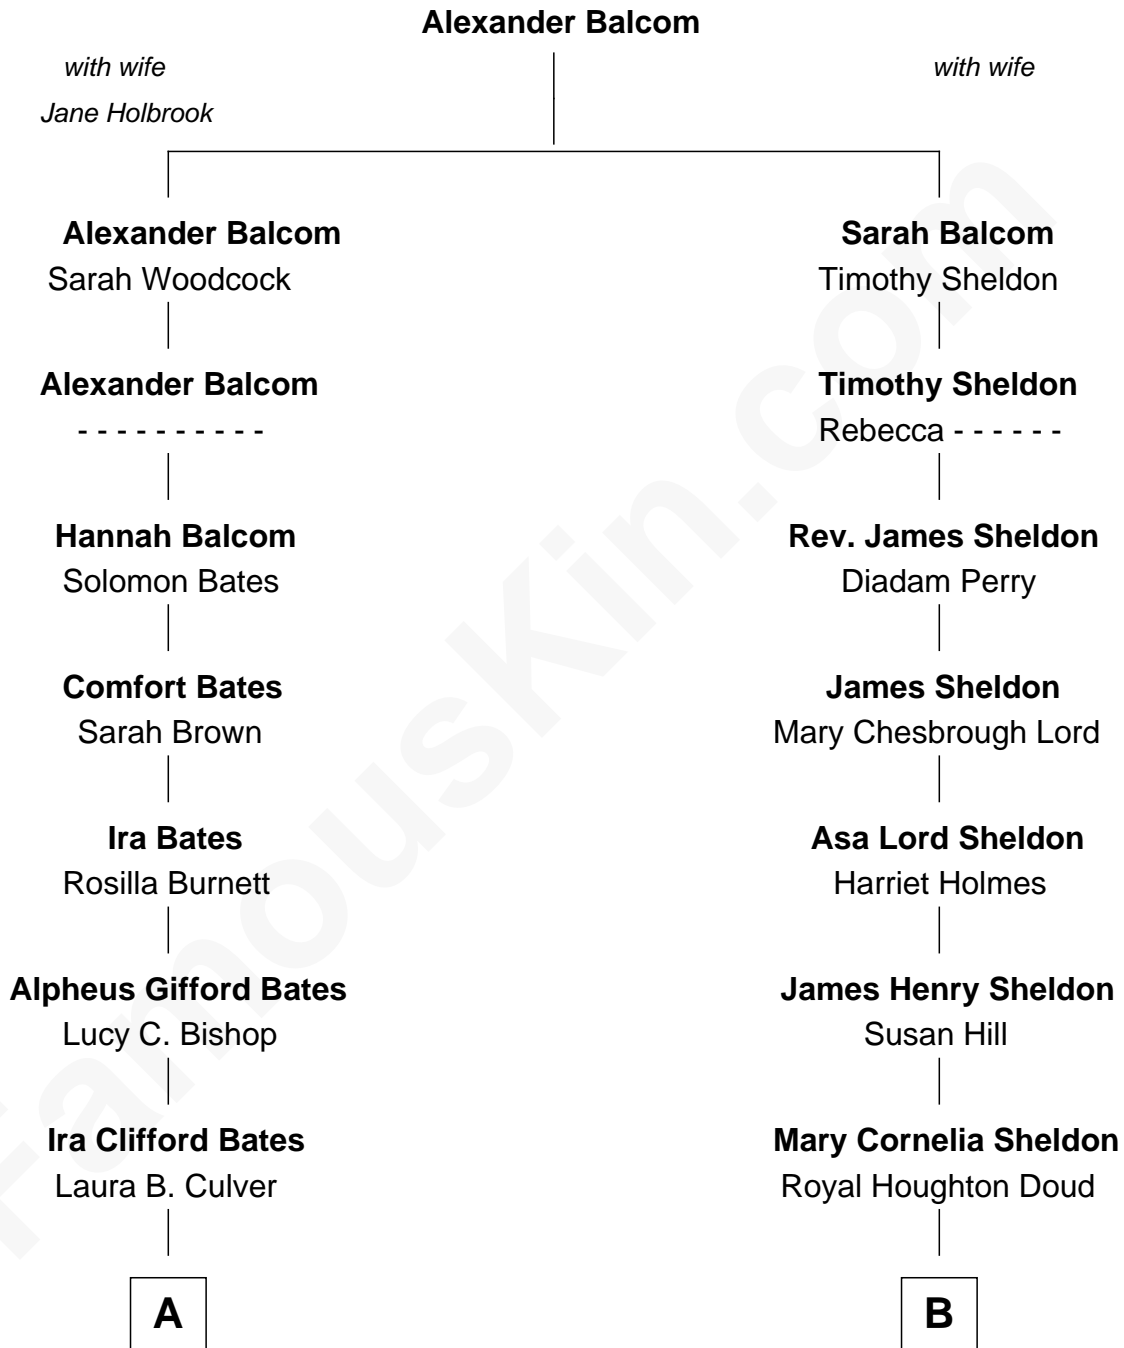 Alexander Balcom
with wife
with wife
Jane Holbrook
Alexander Balcom
Sarah Woodcock
Alexander Balcom
- - - - - - - - - -
Hannah Balcom
Solomon Bates
Comfort Bates
Sarah Brown
Ira Bates
Rosilla Burnett
Alpheus Gifford Bates
Lucy C. Bishop
Ira Clifford Bates
Laura B. Culver
A
Sarah Balcom
Timothy Sheldon
Timothy Sheldon
Rebecca - - - - - -
Rev. James Sheldon
Diadam Perry
James Sheldon
Mary Chesbrough Lord
Asa Lord Sheldon
Harriet Holmes
James Henry Sheldon
Susan Hill
Mary Cornelia Sheldon
Royal Houghton Doud
B
FamousKin.com